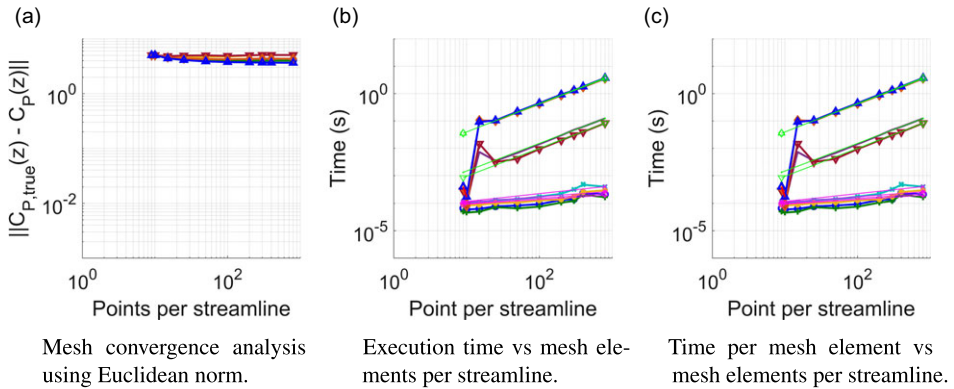 (a)
(b)
(c)
||C_{P,true}(z) - C_P(z)||
10^0
10^{-2}
10^0
10^2
Points per streamline
Time (s)
10^0
10^{-5}
10^0
10^2
Point per streamline
Time (s)
10^0
10^{-5}
10^0
10^2
Point per streamline
Mesh convergence analysis
using Euclidean norm.
Execution time vs mesh ele-
ments per streamline.
Time per mesh element vs
mesh elements per streamline.